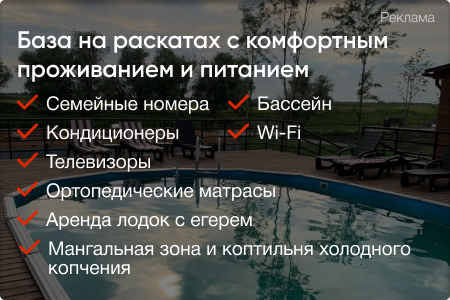 Реклама
База на раскатах с комфортным
проживанием и питанием
Семейные номера
Бассейн
Кондиционеры
Wi-Fi
Телевизоры
Ортопедические матрасы
Аренда лодок с егерем
Мангальная зона и коптильня холодного
копчения